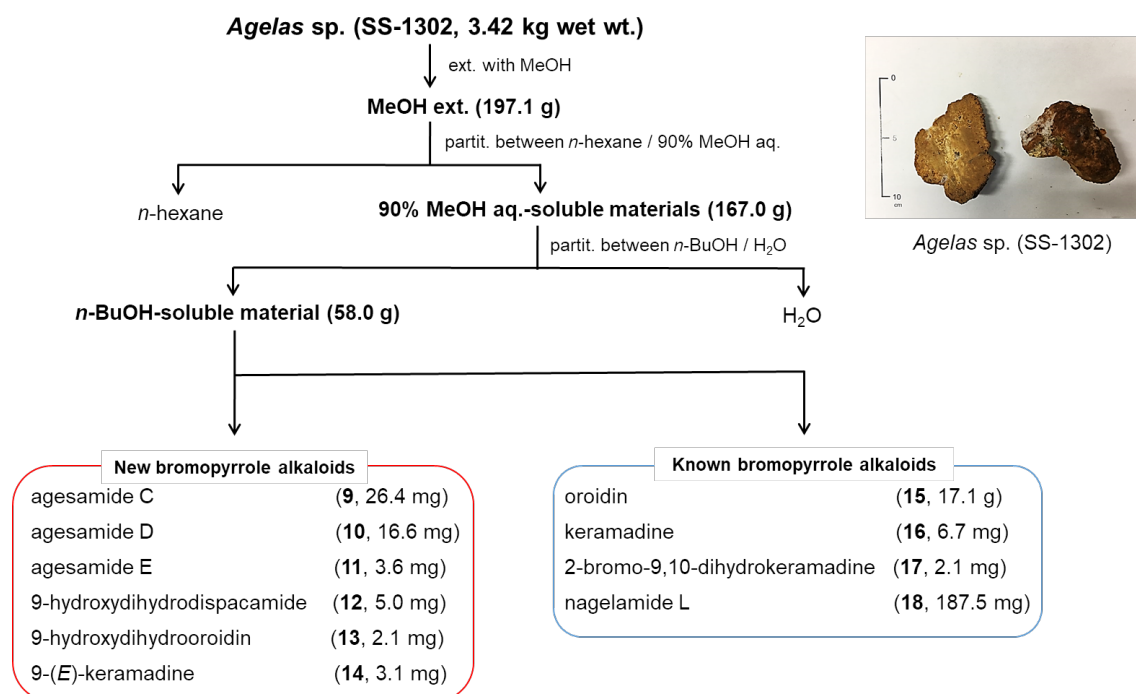 Agelas sp. (SS-1302, 3.42 kg wet wt.)
ext. with MeOH
MeOH ext. (197.1 g)
partit. between n-hexane / 90% MeOH aq.
n-hexane
90% MeOH aq.-soluble materials (167.0 g)
partit. between n-BuOH / H₂O
n-BuOH-soluble material (58.0 g)
H₂O
0
5
10
cm
Agelas sp. (SS-1302)
New bromopyrrole alkaloids
agesamide C (9, 26.4 mg)
agesamide D (10, 16.6 mg)
agesamide E (11, 3.6 mg)
9-hydroxydihydrodispacamide (12, 5.0 mg)
9-hydroxydihydrooroidin (13, 2.1 mg)
9-(E)-keramadine (14, 3.1 mg)
Known bromopyrrole alkaloids
oroidin (15, 17.1 g)
keramadine (16, 6.7 mg)
2-bromo-9,10-dihydrokeramadine (17, 2.1 mg)
nagelamide L (18, 187.5 mg)